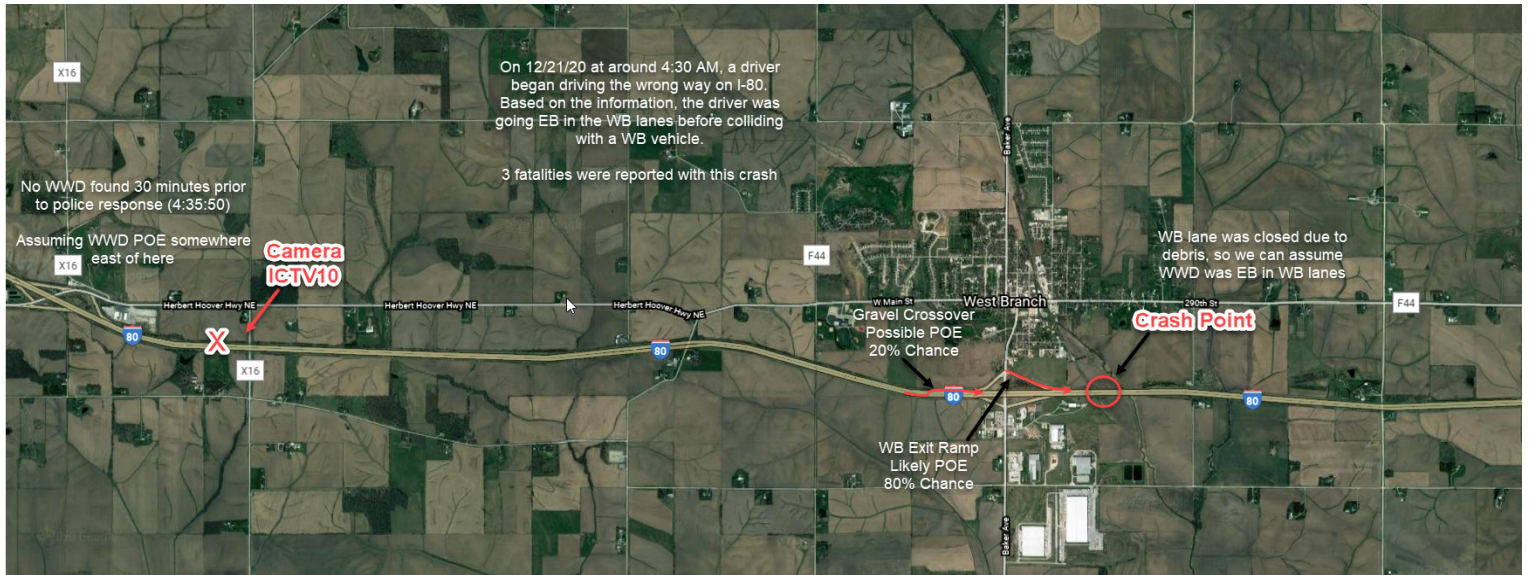 On 12/21/20 at around 4:30 AM, a driver
began driving the wrong way on I-80.
Based on the information, the driver was
going EB in the WB lanes before colliding
with a WB vehicle.
3 fatalities were reported with this crash
X16
No WWD found 30 minutes prior
to police response (4:35:50)
Assuming WWD POE somewhere
east of here
X16
Camera
ICTV10
Herbert Hoover Hwy NE
Herbert Hoover Hwy NE
Herbert Hoover Hwy NE
80
X
X16
80
F44
Baker Ave
W Main St
West Branch
290th St
F44
Gravel Crossover
Possible POE
20% Chance
WB lane was closed due to
debris, so we can assume
WWD was EB in WB lanes
Crash Point
80
80
WB Exit Ramp
Likely POE
80% Chance
Baker Ave